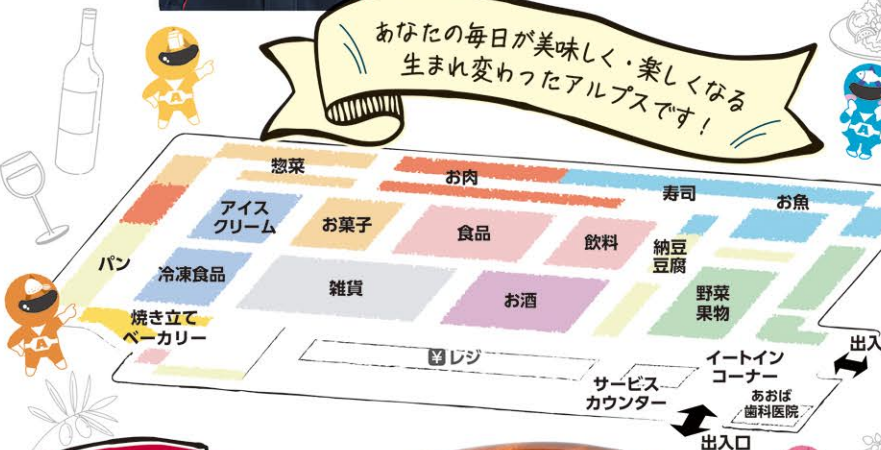 あなたの毎日が美味しく・楽しくなる
生まれ変わったアルプスです！
惣菜
お肉
寿司
お魚
アイス
クリーム
お菓子
食品
飲料
納豆
豆腐
パン
冷凍食品
雑貨
お酒
野菜
果物
焼き立て
ベーカリー
¥レジ
サービス
カウンター
イートイン
コーナー
あおば
歯科医院
出入
出入口
A
A
A